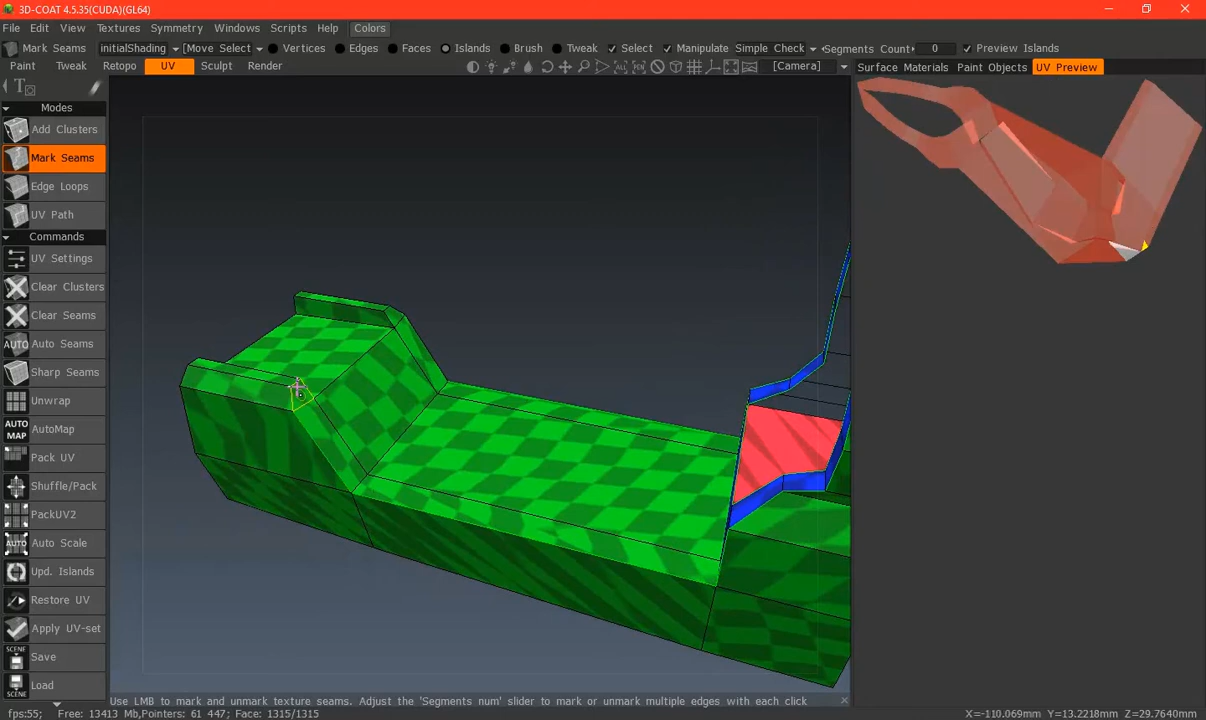 3D-COAT 4.5.35(CUDA)(GL64)
File Edit View Textures Symmetry Windows Scripts Help Colors
Mark Seams initialShading [Move Select] Vertices Edges Faces Islands Brush Tweak Select Manipulate Simple Check Segments Count 0 Preview Islands
Paint Tweak Retopo UV Sculpt Render ALL [Camera] Surface Materials Paint Objects UV Preview
Modes
Add Clusters
Mark Seams
Edge Loops
UV Path
Commands
UV Settings
Clear Clusters
Clear Seams
AUTO Auto Seams
Sharp Seams
Unwrap
AUTO MAP AutoMap
Pack UV
Shuffle/Pack
PackUV2
AUTO Auto Scale
Upd. Islands
Restore UV
Apply UV-set
SCENE Save
Load
SCENE
Use LMB to mark and unmark texture seams. Adjust the 'Segments num' slider to mark or unmark multiple edges with each click
fps:55; Free: 13413 Mb,Pointers: 61 447; Face: 1315/1315 X=-110.069mm Y=13.2218mm Z=29.7640mm